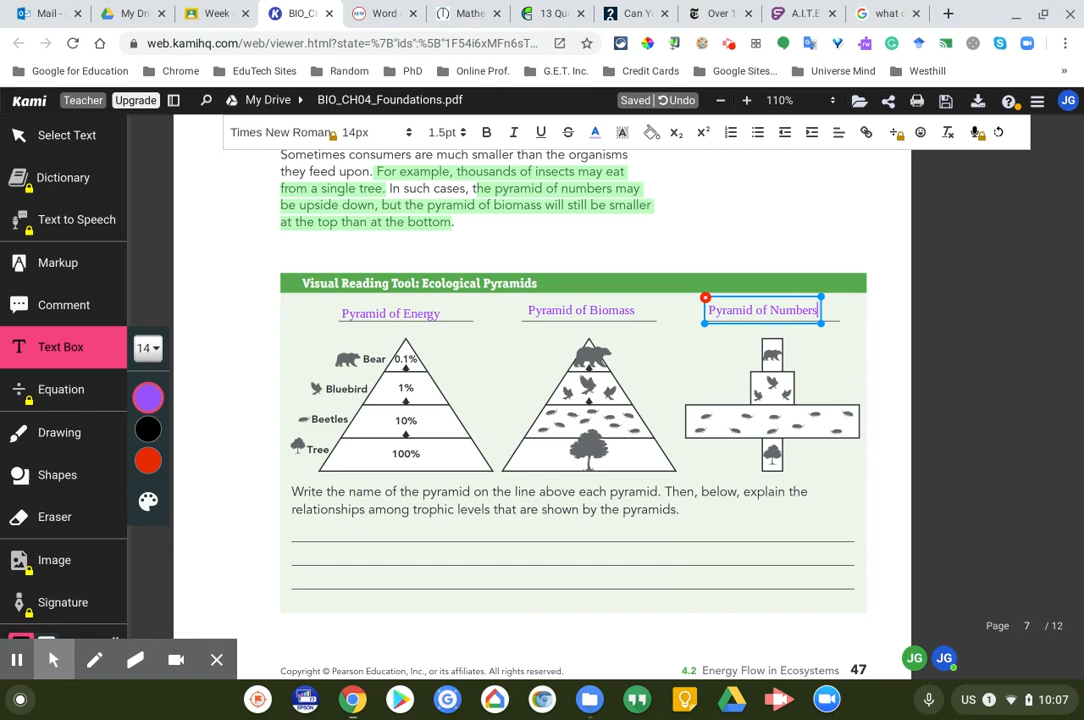 Mail -
My Dri
Week
BIO_C
Word
Mathe
13 Qu
Can Y
Over 1
A.I.T.E
what c
web.kamihq.com/web/viewer.html?state=%7B"ids":%5B"1F54i6xMFn6sT...
Google for Education
Chrome
EduTech Sites
Random
PhD
Online Prof.
G.E.T. Inc.
Credit Cards
Google Sites...
Universe Mind
Westhill
»
Kami
Teacher
Upgrade
My Drive
BIO_CH04_Foundations.pdf
Saved
Undo
110%
JG
Select Text
Dictionary
Text to Speech
Markup
Comment
Text Box
14
Equation
Drawing
Shapes
Eraser
Image
Signature
Times New Roman
14px
1.5pt
B I U S A
Sometimes consumers are much smaller than the organisms
they feed upon. For example, thousands of insects may eat
from a single tree. In such cases, the pyramid of numbers may
be upside down, but the pyramid of biomass will still be smaller
at the top than at the bottom.
Visual Reading Tool: Ecological Pyramids
Pyramid of Energy
Pyramid of Biomass
Pyramid of Numbers
Bear 0.1%
Bluebird 1%
Beetles 10%
Tree 100%
Write the name of the pyramid on the line above each pyramid. Then, below, explain the
relationships among trophic levels that are shown by the pyramids.
Page 7 / 12
JG JG
Copyright © Pearson Education, Inc., or its affiliates. All rights reserved.
4.2 Energy Flow in Ecosystems 47
EPSON
US 1 10:07